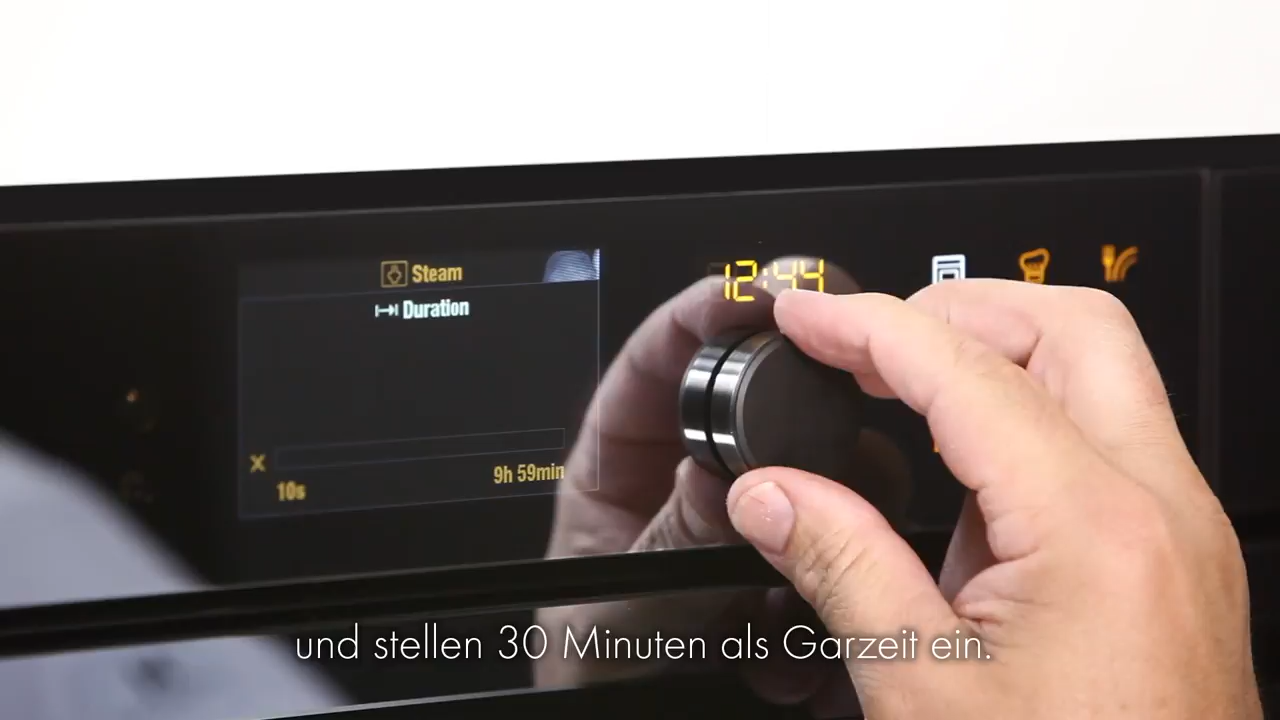 Steam
12:44
Duration
10s
9h 59min
und stellen 30 Minuten als Garzeit ein.